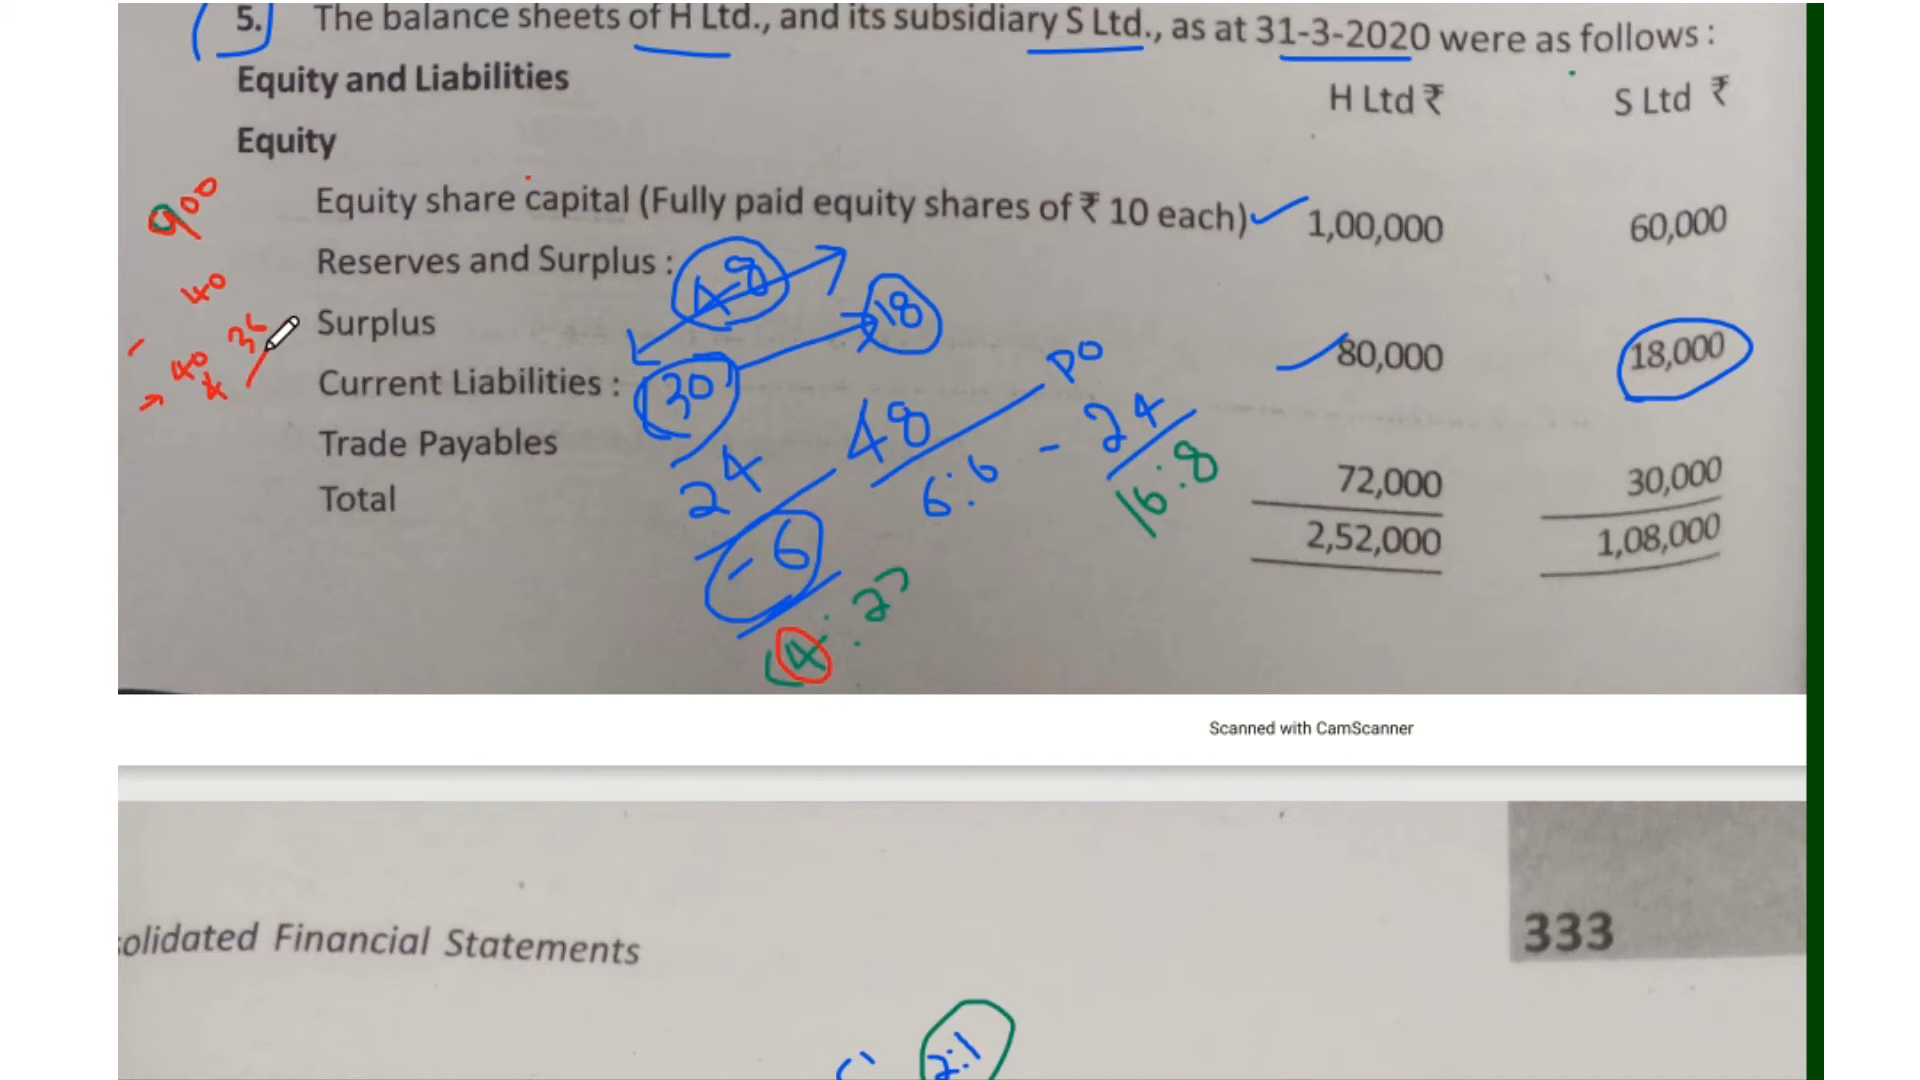 5. The balance sheets of H Ltd., and its subsidiary S Ltd., as at 31-3-2020 were as follows :
Equity and Liabilities H Ltd ₹ S Ltd ₹
Equity
900
Equity share capital (Fully paid equity shares of ₹ 10 each) 1,00,000 60,000
Reserves and Surplus :
40
18
Surplus 80,000 18,000
40
Current Liabilities : 30
48
24
Trade Payables 72,000 30,000
24
6:6
16:8
Total 2,52,000 1,08,000
-6
4:2
Scanned with CamScanner
solidated Financial Statements 333
2:1